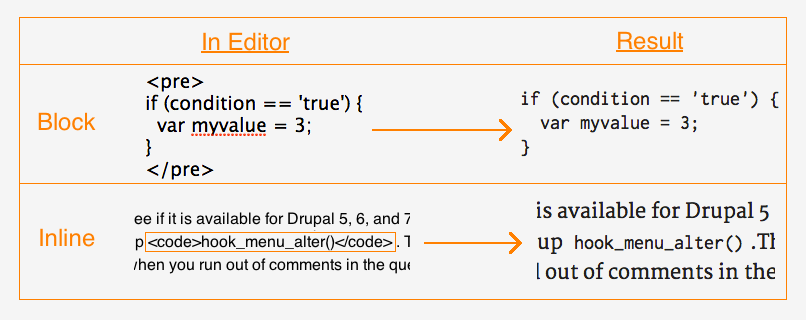 In Editor Result
Block
<pre>
if (condition == 'true') {
  var myvalue = 3;
}
</pre>
if (condition == 'true') {
  var myvalue = 3;
}
Inline
ee if it is available for Drupal 5, 6, and 7
p <code>hook_menu_alter()</code>. T
when you run out of comments in the que
is available for Drupal 5
up hook_menu_alter() .Th
out of comments in the